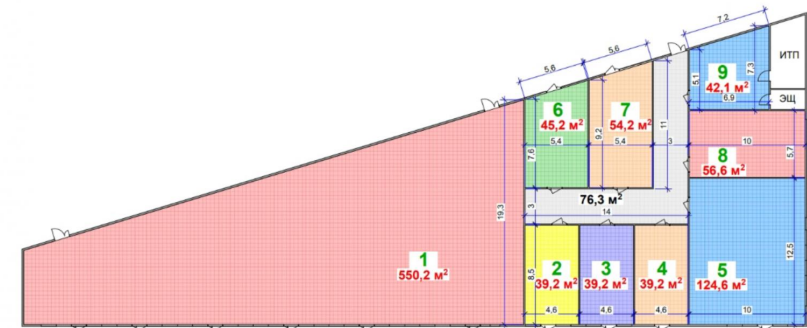 7,2
5,6
5,6
ИТП
ЭЩ
9
42,1 м²
5,1
7,3
6,9
6
45,2 м²
5,4
7,6
7
54,2 м²
5,4
9,2
11
3
10
8
56,6 м²
5,7
76,3 м²
14
3
19,3
1
550,2 м²
8,5
2
39,2 м²
4,6
3
39,2 м²
4,6
4
39,2 м²
4,6
5
124,6 м²
10
12,5